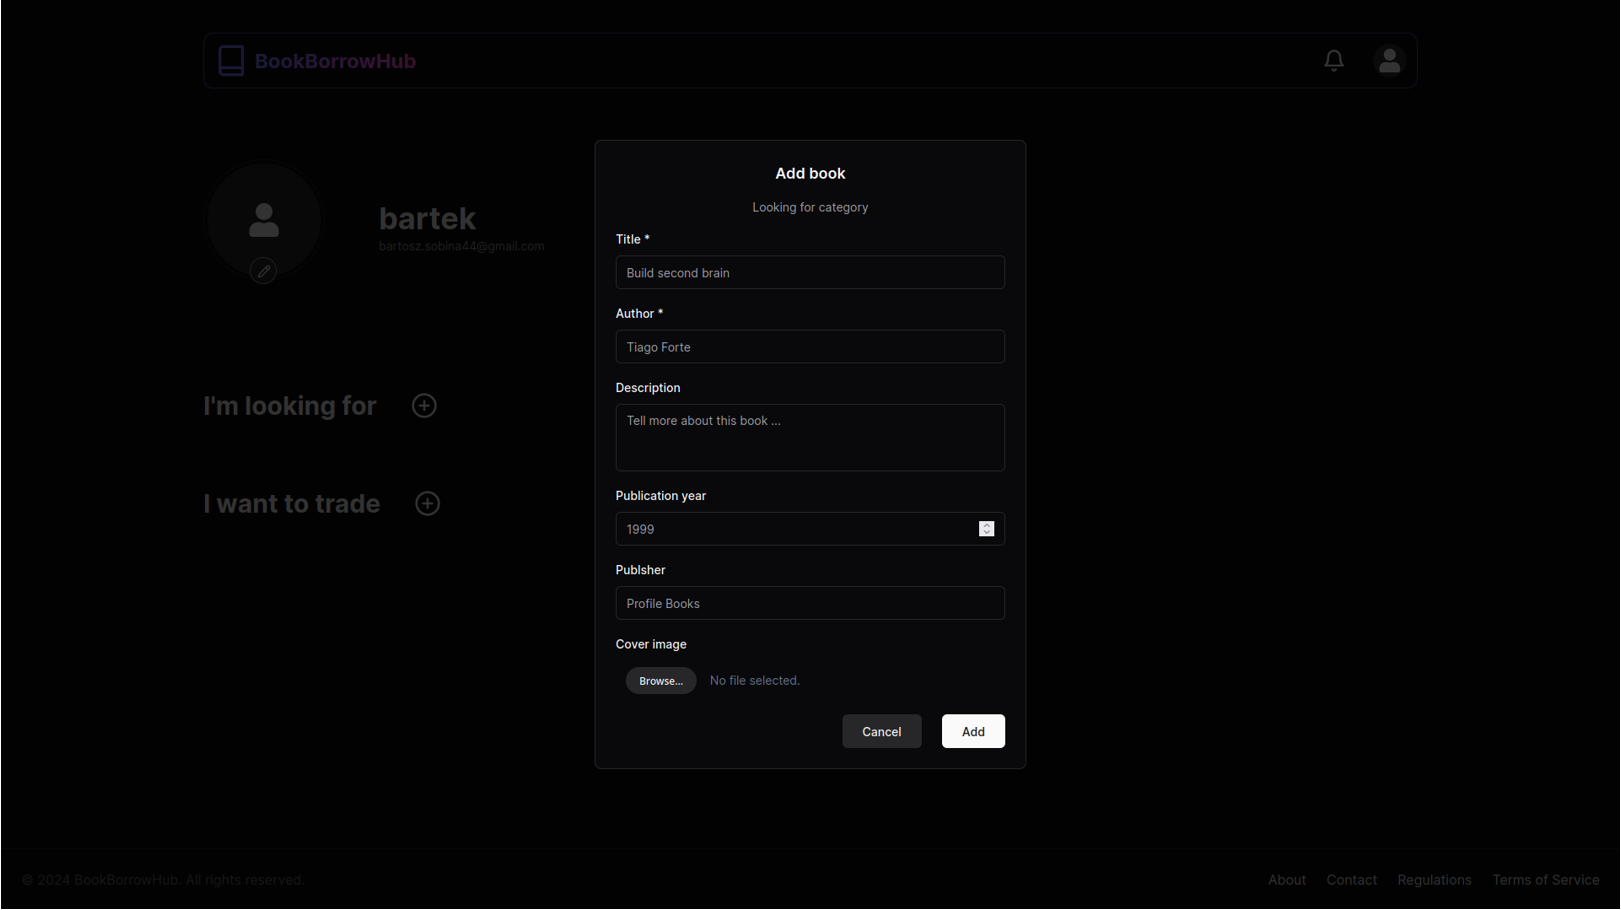 BookBorrowHub
Add book
Looking for category
Title *
Build second brain
Author *
Tiago Forte
Description
Tell more about this book ...
Publication year
1999
Publsher
Profile Books
Cover image
Browse...
No file selected.
Cancel
Add
bartek
bartosz.sobina44@gmail.com
I'm looking for
I want to trade
© 2024 BookBorrowHub. All rights reserved.
About
Contact
Regulations
Terms of Service